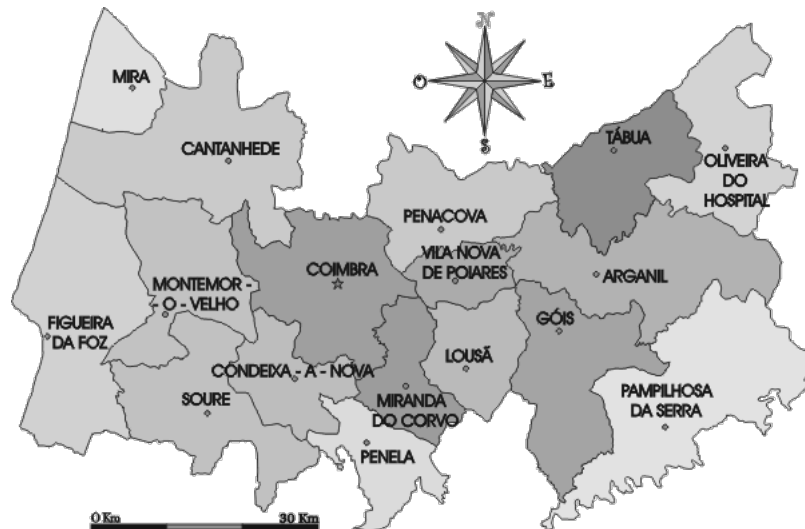 N
O
E
S
MIRA
CANTANHEDE
TÁBUA
OLIVEIRA
DO
HOSPITAL
PENACOVA
VILA NOVA
DE POIARES
COIMBRA
ARGANIL
MONTEMOR -
- O - VELHO
FIGUEIRA
DA FOZ
GÓIS
LOUSÃ
CONDEIXA - A - NOVA
SOURE
MIRANDA
DO CORVO
PAMPILHOSA
DA SERRA
PENELA
0 Km
30 Km